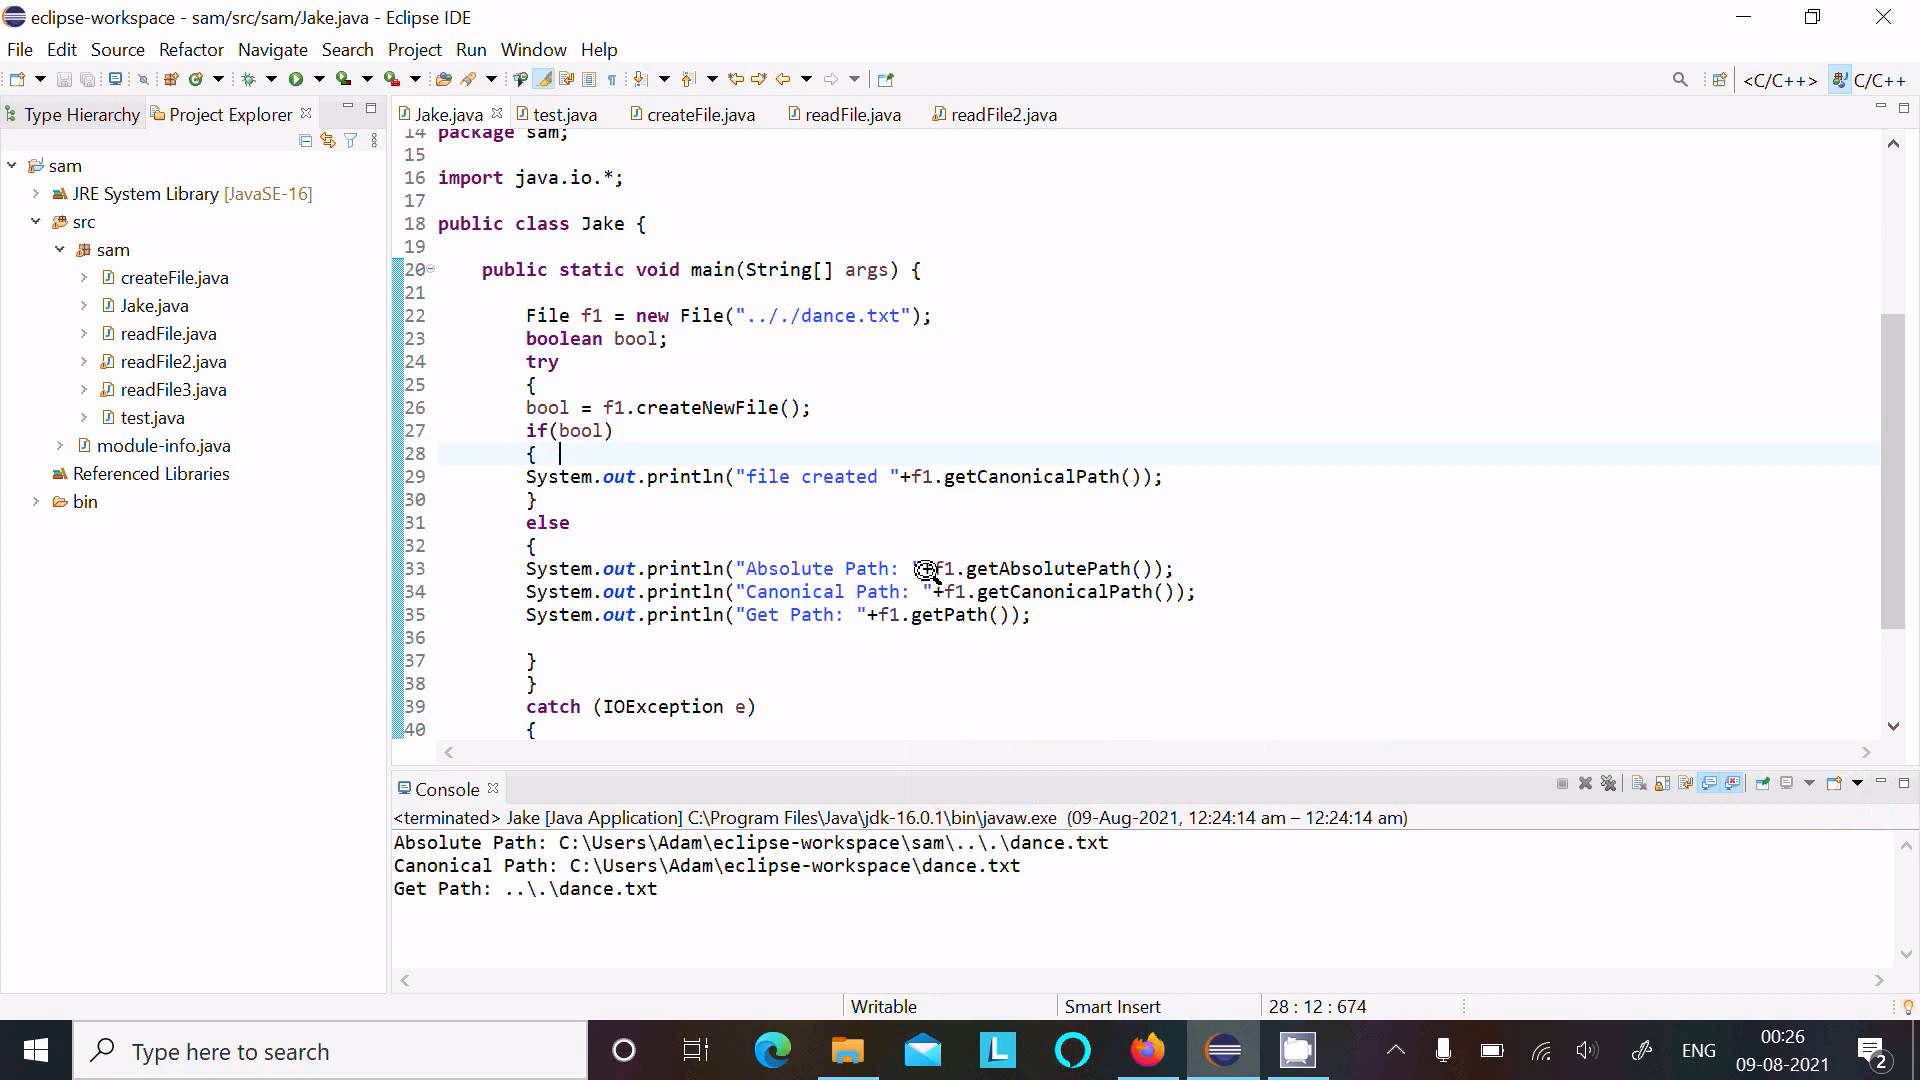 eclipse-workspace - sam/src/sam/Jake.java - Eclipse IDE
File Edit Source Refactor Navigate Search Project Run Window Help
<C/C++> C/C++
Type Hierarchy Project Explorer
Jake.java test.java createFile.java readFile.java readFile2.java
sam
JRE System Library [JavaSE-16]
src
sam
createFile.java
Jake.java
readFile.java
readFile2.java
readFile3.java
test.java
module-info.java
Referenced Libraries
bin
14 package sam;
15
16 import java.io.*;
17
18 public class Jake {
19
20 public static void main(String[] args) {
21
22 File f1 = new File(".././dance.txt");
23 boolean bool;
24 try
25 {
26 bool = f1.createNewFile();
27 if(bool)
28 {
29 System.out.println("file created "+f1.getCanonicalPath());
30 }
31 else
32 {
33 System.out.println("Absolute Path: "+f1.getAbsolutePath());
34 System.out.println("Canonical Path: "+f1.getCanonicalPath());
35 System.out.println("Get Path: "+f1.getPath());
36
37 }
38 }
39 catch (IOException e)
40 {
Console
<terminated> Jake [Java Application] C:\Program Files\Java\jdk-16.0.1\bin\javaw.exe (09-Aug-2021, 12:24:14 am – 12:24:14 am)
Absolute Path: C:\Users\Adam\eclipse-workspace\sam\..\.\dance.txt
Canonical Path: C:\Users\Adam\eclipse-workspace\dance.txt
Get Path: ..\.\dance.txt
Writable Smart Insert 28 : 12 : 674
Type here to search
L
ENG
00:26
09-08-2021
2